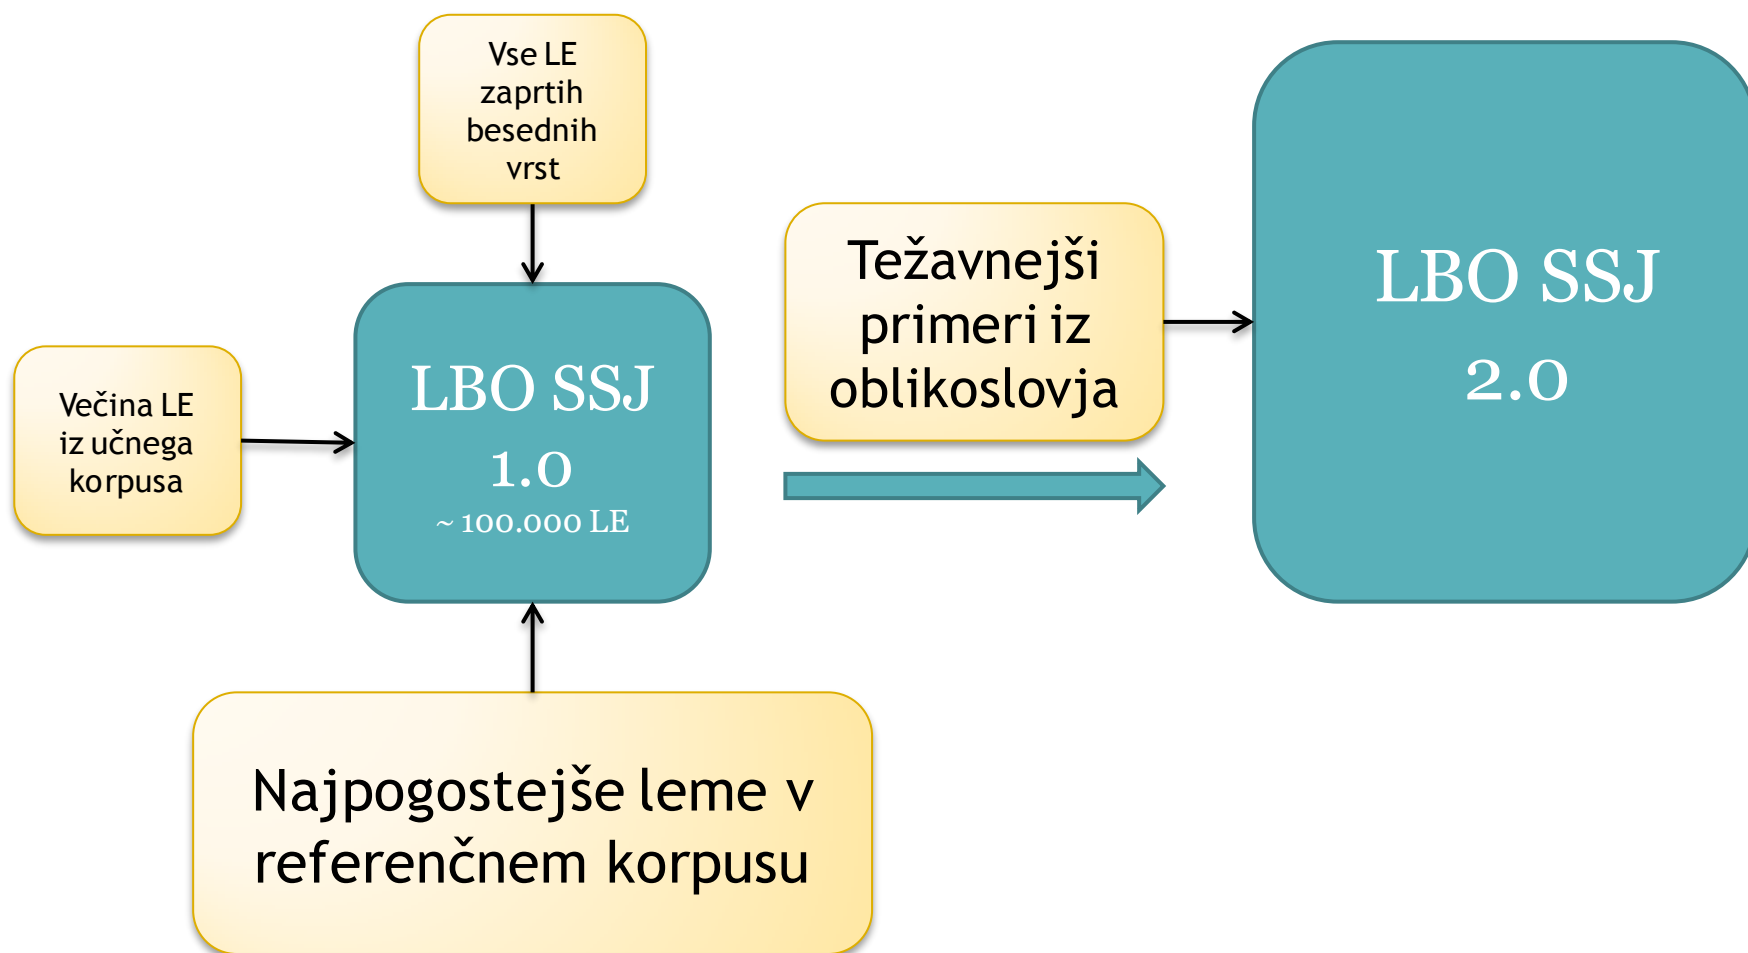 Vse LE
zaprtih
besednih
vrst
Večina LE
iz učnega
korpusa
LBO SSJ
1.0
~ 100.000 LE
Najpogostejše leme v
referenčnem korpusu
Težavnejši
primeri iz
oblikoslovja
LBO SSJ
2.0